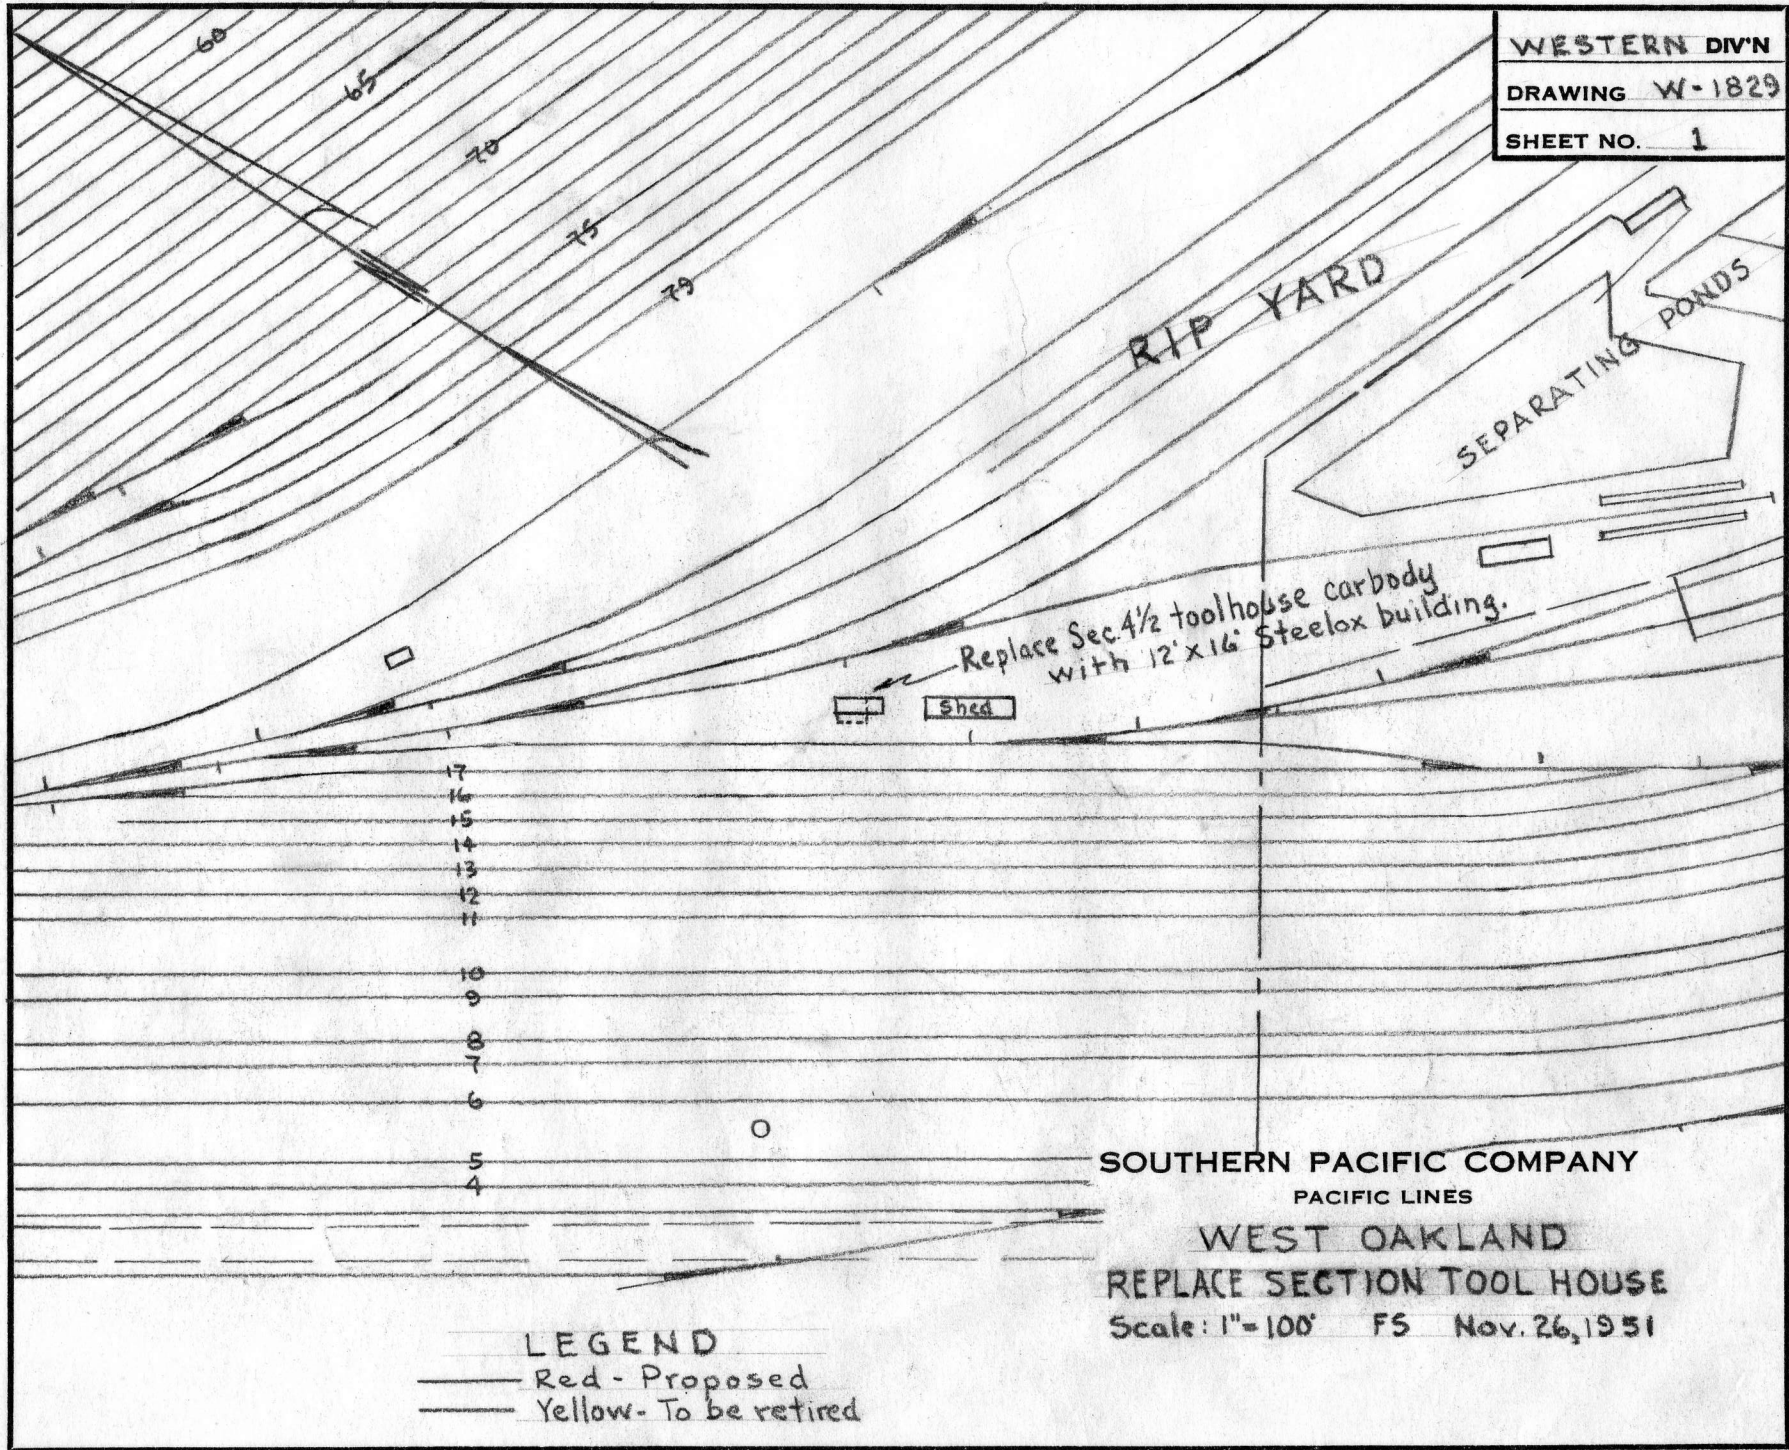 WESTERN DIV'N
DRAWING W-1829
SHEET NO. 1
60
65
70
75
79
RIP YARD
SEPARATING PONDS
Replace Sec. 4½ toolhouse carbody
with 12' x 16' Steelox building.
Shed
17
16
15
14
13
12
11
10
9
8
7
6
5
4
SOUTHERN PACIFIC COMPANY
PACIFIC LINES
WEST OAKLAND
REPLACE SECTION TOOL HOUSE
Scale: 1"=100' FS Nov. 26, 1951
LEGEND
Red - Proposed
Yellow - To be retired